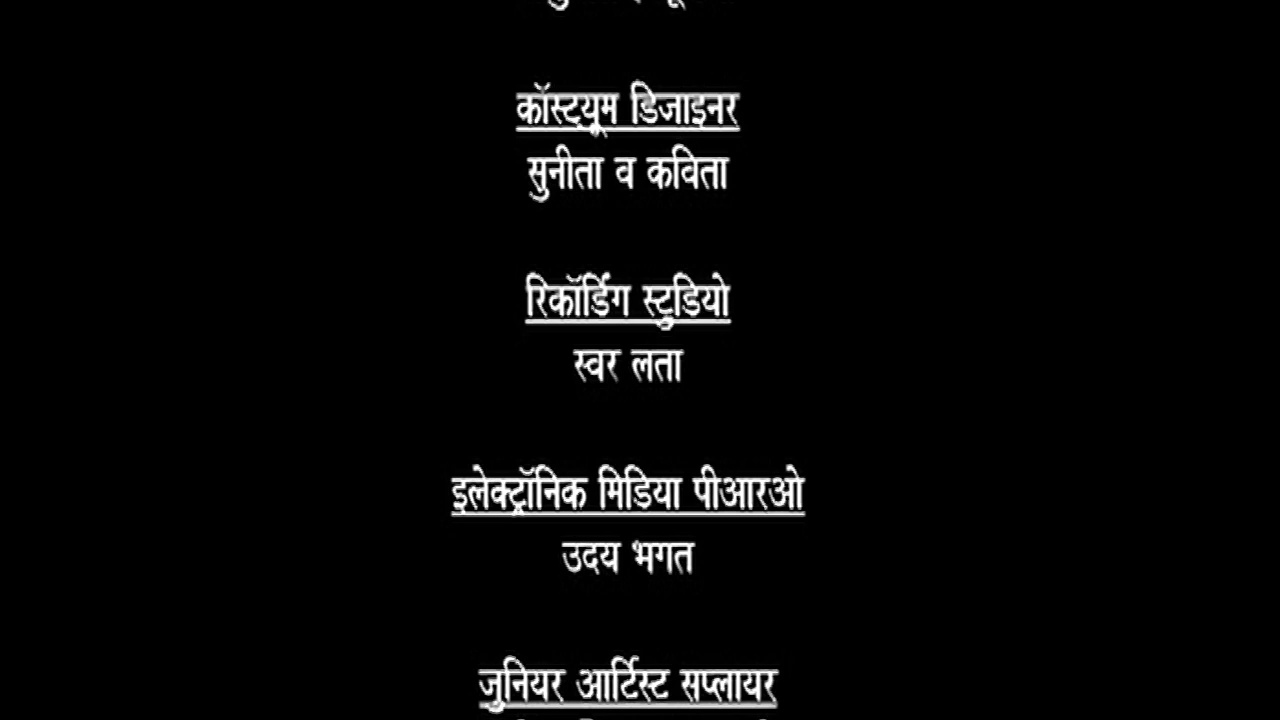 कॉस्ट्यूम डिजाइनर
सुनीता व कविता
रिकॉर्डिंग स्टुडियो
स्वर लता
इलेक्ट्रॉनिक मिडिया पीआरओ
उदय भगत
जुनियर आर्टिस्ट सप्लायर